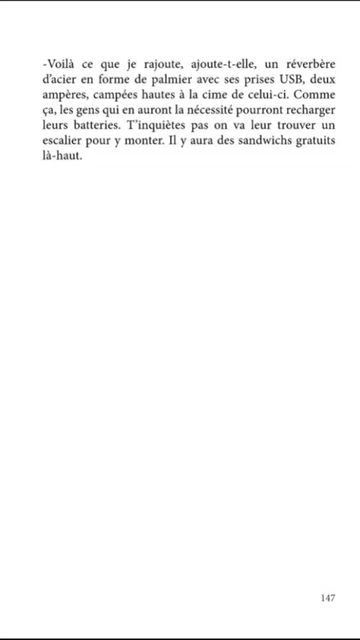 -Voilà ce que je rajoute, ajoute-t-elle, un réverbère
d'acier en forme de palmier avec ses prises USB, deux
ampères, campées hautes à la cime de celui-ci. Comme
ça, les gens qui en auront la nécessité pourront recharger
leurs batteries. T'inquiètes pas on va leur trouver un
escalier pour y monter. Il y aura des sandwichs gratuits
là-haut.
147